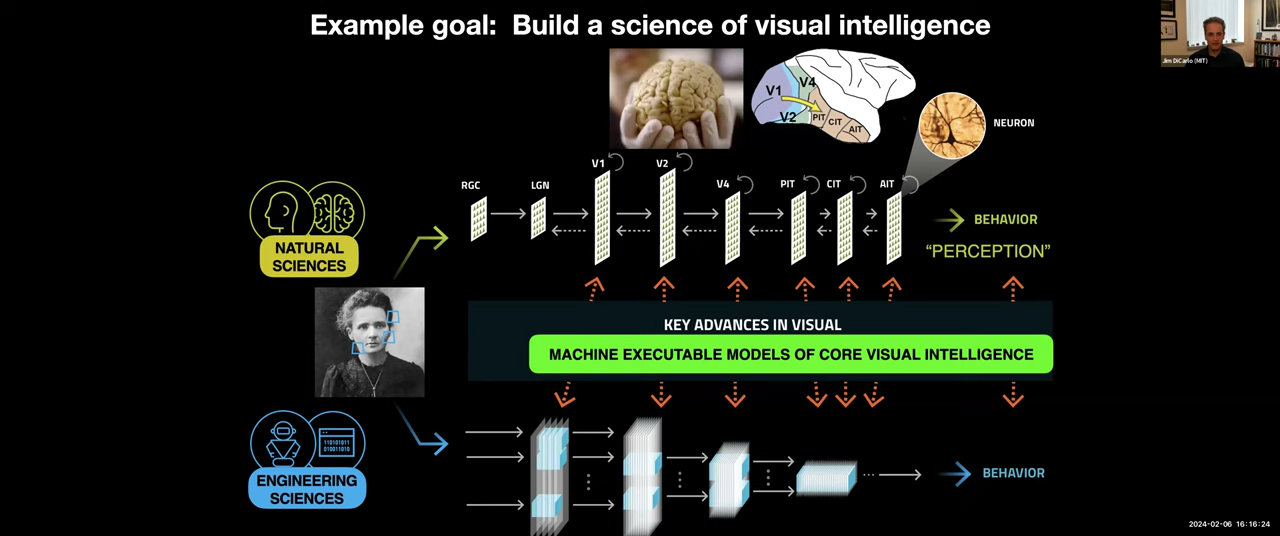 Example goal: Build a science of visual intelligence
Jim DiCarlo (MIT)
V1
V4
V2
PIT
CIT
AIT
NEURON
RGC
LGN
V1
V2
V4
PIT
CIT
AIT
BEHAVIOR
“PERCEPTION”
NATURAL
SCIENCES
KEY ADVANCES IN VISUAL
MACHINE EXECUTABLE MODELS OF CORE VISUAL INTELLIGENCE
110101011
010011010
ENGINEERING
SCIENCES
BEHAVIOR
2024-02-06 16:16:24